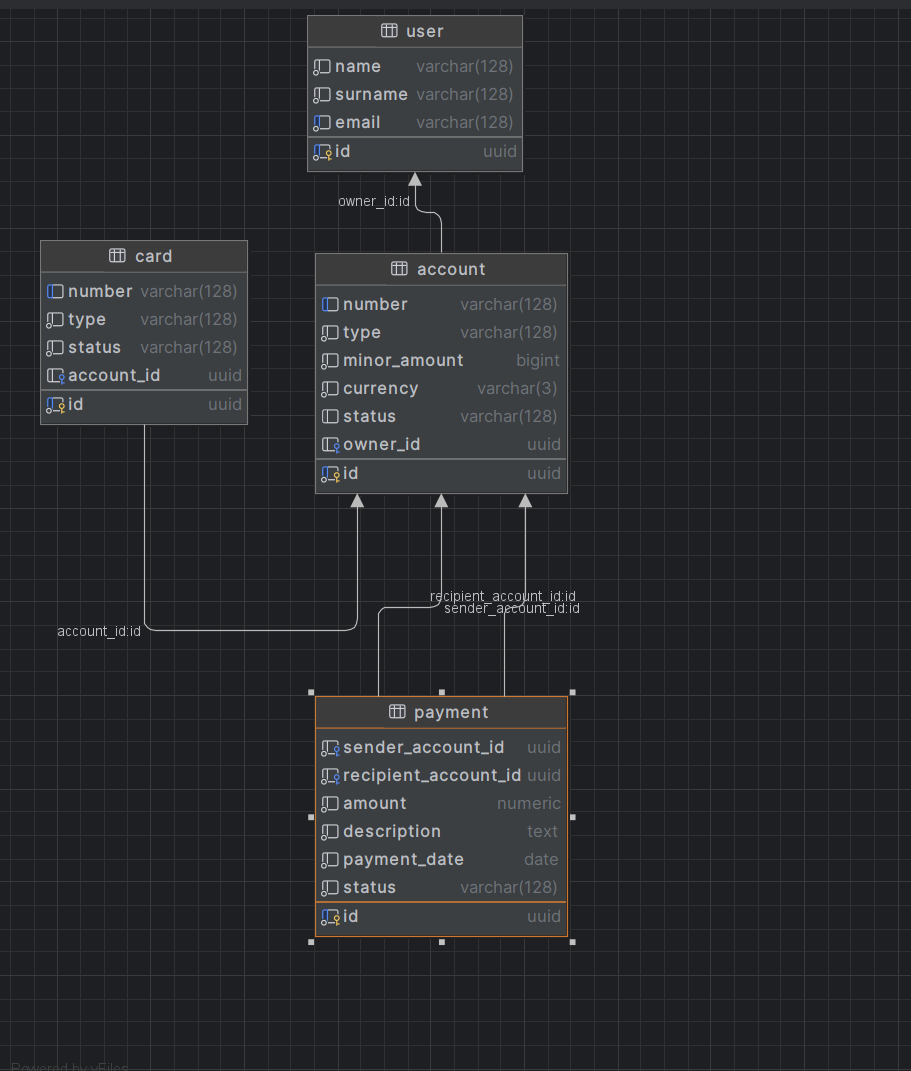 user
name varchar(128)
surname varchar(128)
email varchar(128)
id uuid
owner_id:id
card
number varchar(128)
type varchar(128)
status varchar(128)
account_id uuid
id uuid
account
number varchar(128)
type varchar(128)
minor_amount bigint
currency varchar(3)
status varchar(128)
owner_id uuid
id uuid
recipient_account_id:id
sender_account_id:id
account_id:id
payment
sender_account_id uuid
recipient_account_id uuid
amount numeric
description text
payment_date date
status varchar(128)
id uuid
Powered by yFiles